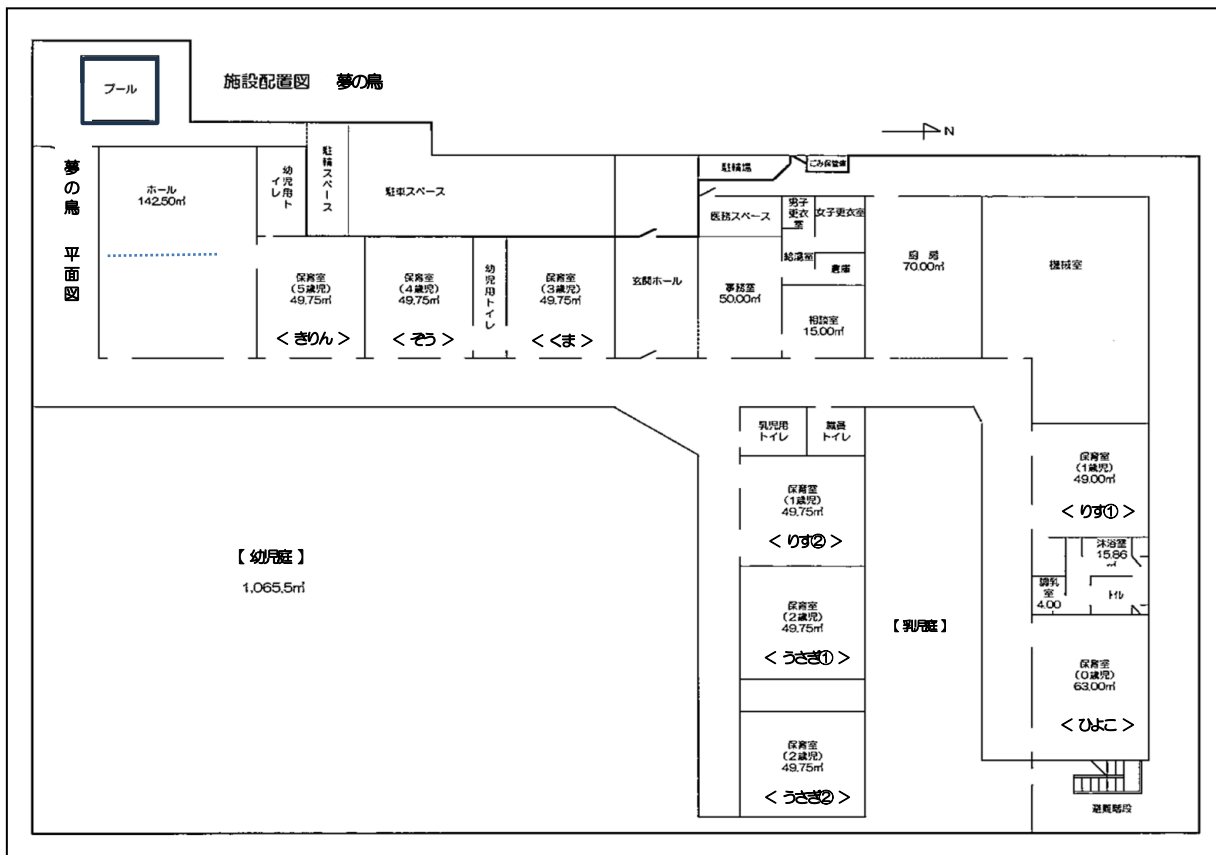 プール
施設配置図 夢の鳥
N
夢の鳥 平面図
ホール
142.50㎡
幼児用トイレ
駐輪スペース
駐車スペース
駐輪場
ごみ保管庫
医務スペース
男子
更衣
室
女子更衣室
給湯室
倉庫
厨房
70.00㎡
機械室
保育室
(5歳児)
49.75㎡
< きりん >
保育室
(4歳児)
49.75㎡
< ぞう >
幼児用トイレ
保育室
(3歳児)
49.75㎡
< くま >
玄関ホール
事務室
50.00㎡
相談室
15.00㎡
乳児用
トイレ
職員
トイレ
保育室
(1歳児)
49.75㎡
< りす② >
保育室
(1歳児)
49.00㎡
< りす① >
沐浴室
15.86
㎡
調乳
室
4.00
トイレ
【 幼児庭 】
1,065.5㎡
保育室
(2歳児)
49.75㎡
< うさぎ① >
【 乳児庭 】
保育室
(0歳児)
63.00㎡
< ひよこ >
保育室
(2歳児)
49.75㎡
< うさぎ② >
避難階段